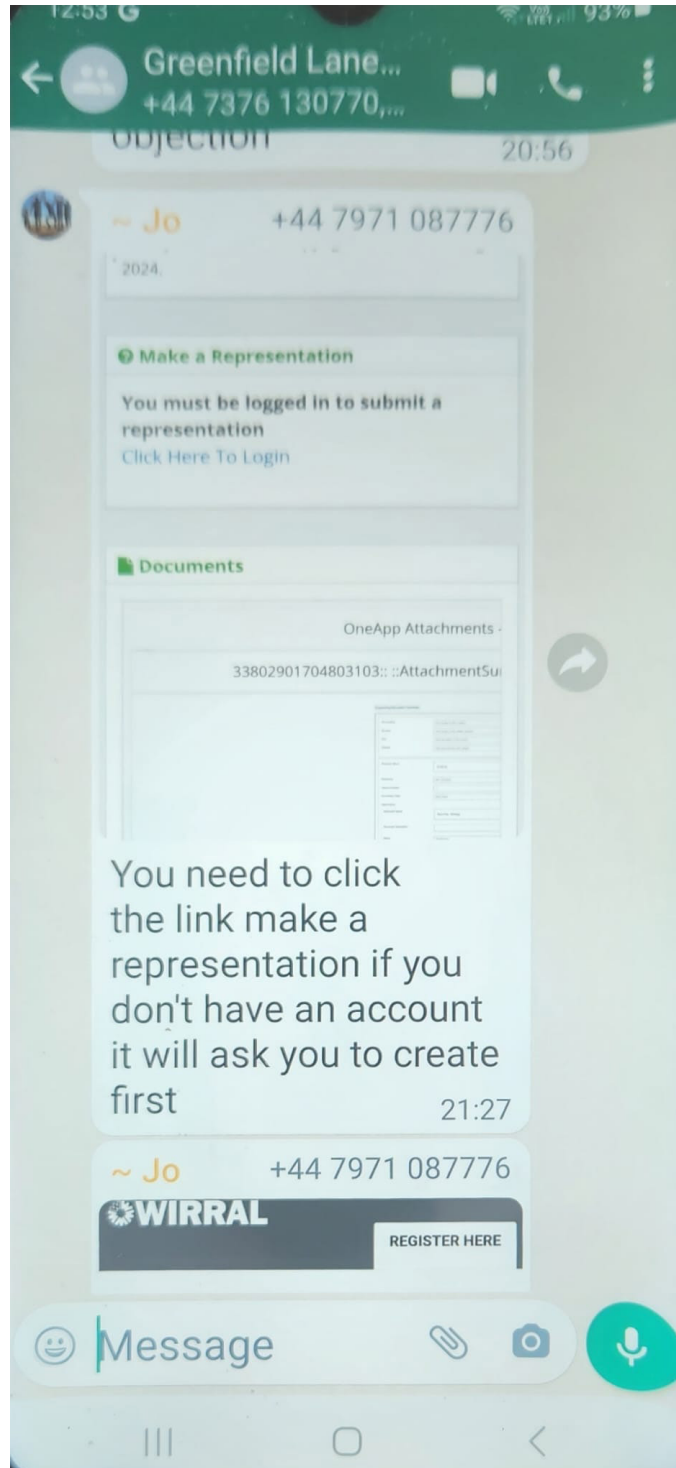 12:53 G
93%
Greenfield Lane...
+44 7376 130770,...
objection
20:56
~ Jo +44 7971 087776
2024.
Make a Representation
You must be logged in to submit a
representation
Click Here To Login
Documents
OneApp Attachments -
33802901704803103:: ::AttachmentSu
You need to click
the link make a
representation if you
don't have an account
it will ask you to create
first
21:27
~ Jo +44 7971 087776
WIRRAL
REGISTER HERE
Message